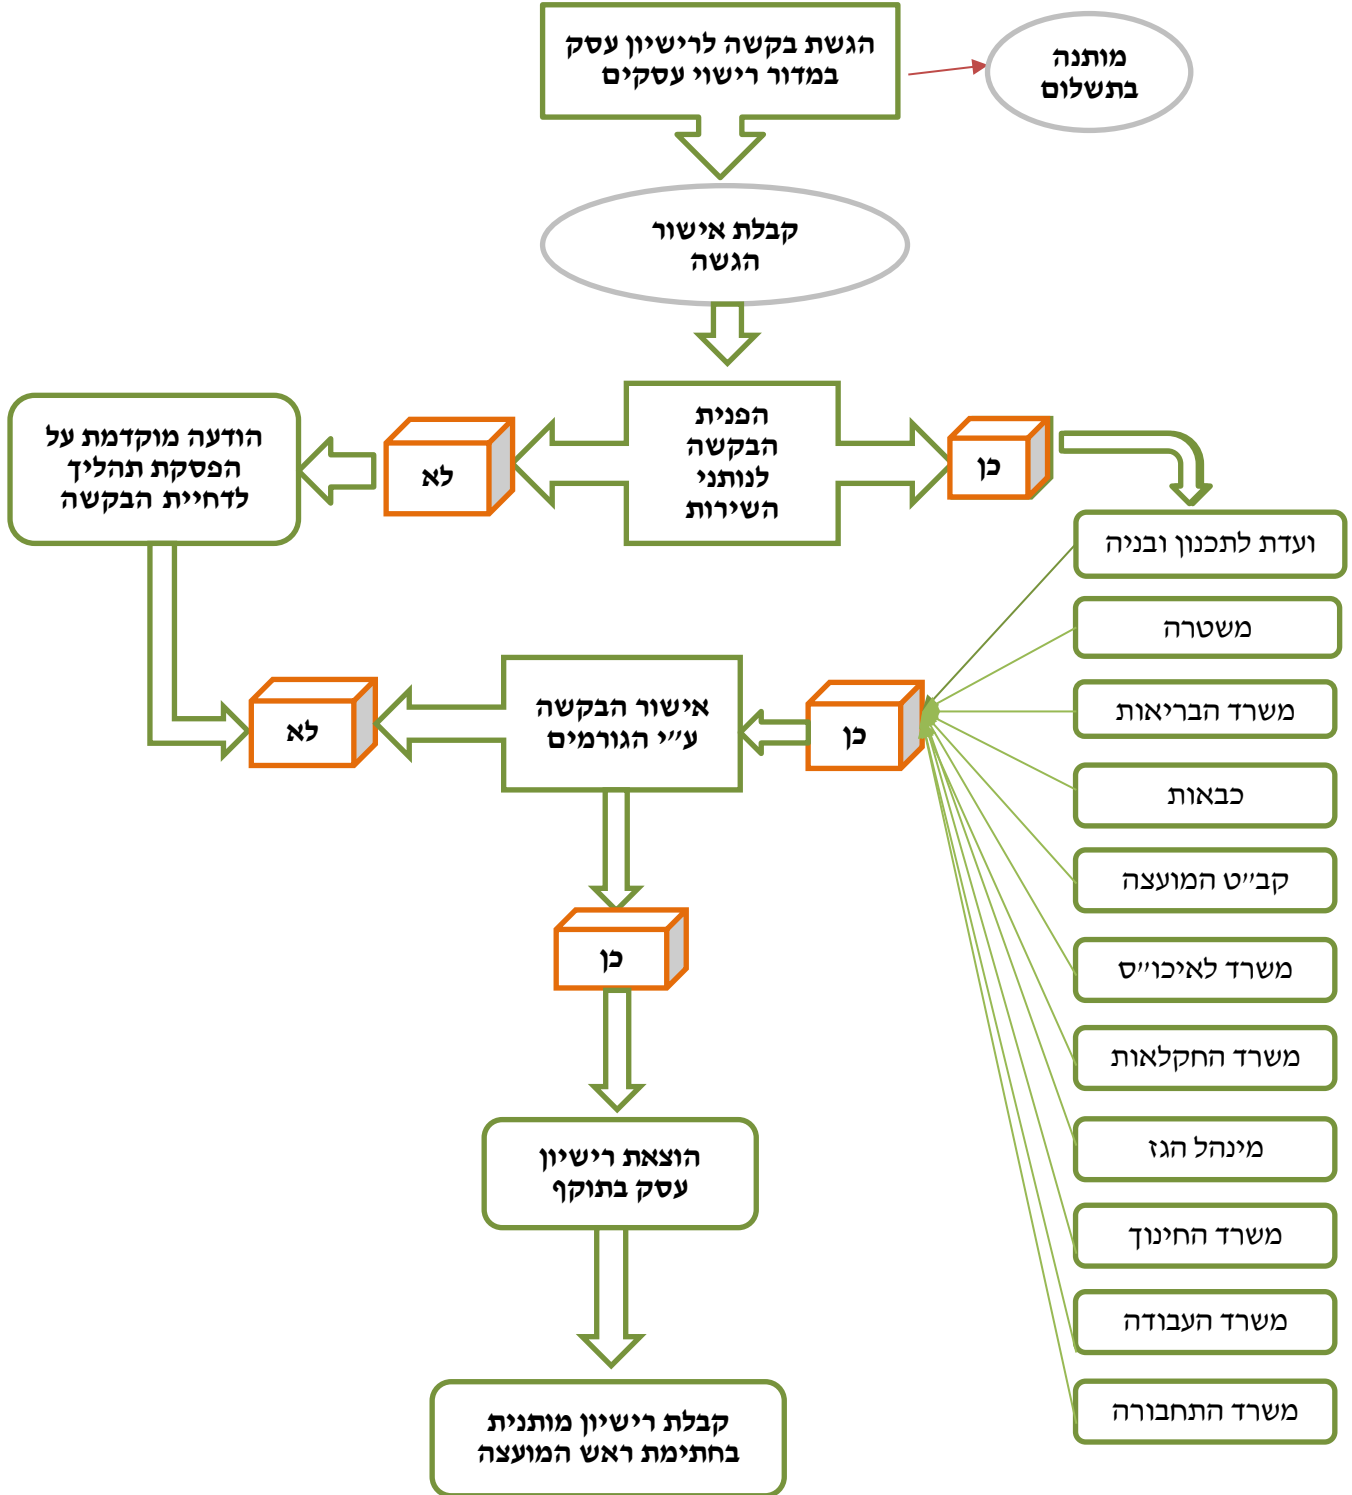 הגשת בקשה לרישיון עסק
במדור רישוי עסקים
מותנה
בתשלום
קבלת אישור
הגשה
הפנית
הבקשה
לנותני
השירות
כן
לא
הודעה מוקדמת על
הפסקת תהליך
לדחיית הבקשה
ועדת לתכנון ובניה
משטרה
משרד הבריאות
כבאות
קב״ט המועצה
משרד לאיכו״ס
משרד החקלאות
מינהל הגז
משרד החינוך
משרד העבודה
משרד התחבורה
כן
אישור הבקשה
ע״י הגורמים
לא
כן
הוצאת רישיון
עסק בתוקף
קבלת רישיון מותנית
בחתימת ראש המועצה